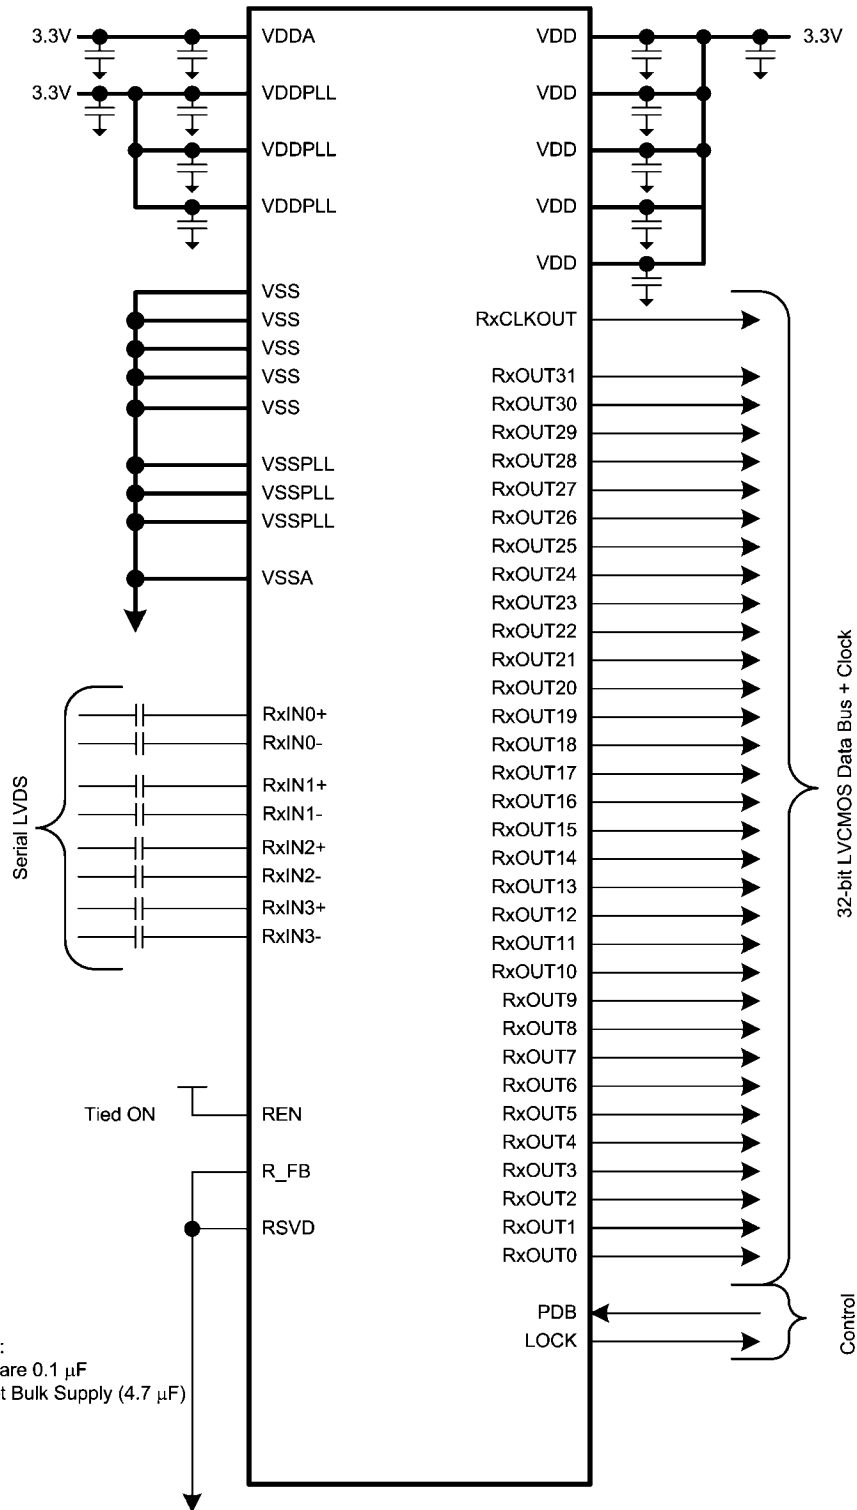 3.3V
VDDA
VDD
3.3V
3.3V
VDDPLL
VDD
VDDPLL
VDD
VDDPLL
VDD
VDD
VSS
VSS
VSS
VSS
VSS
VSSPLL
VSSPLL
VSSPLL
VSSA
RxCLKOUT
RxOUT31
RxOUT30
RxOUT29
RxOUT28
RxOUT27
RxOUT26
RxOUT25
RxOUT24
RxOUT23
RxOUT22
RxOUT21
RxOUT20
RxOUT19
RxOUT18
RxOUT17
RxOUT16
RxOUT15
RxOUT14
RxOUT13
RxOUT12
RxOUT11
RxOUT10
RxOUT9
RxOUT8
RxOUT7
RxOUT6
RxOUT5
RxOUT4
RxOUT3
RxOUT2
RxOUT1
RxOUT0
32-bit LVCMOS Data Bus + Clock
Serial LVDS
RxIN0+
RxIN0-
RxIN1+
RxIN1-
RxIN2+
RxIN2-
RxIN3+
RxIN3-
Tied ON
REN
R_FB
RSVD
PDB
LOCK
Control
:
are 0.1 μF
t Bulk Supply (4.7 μF)